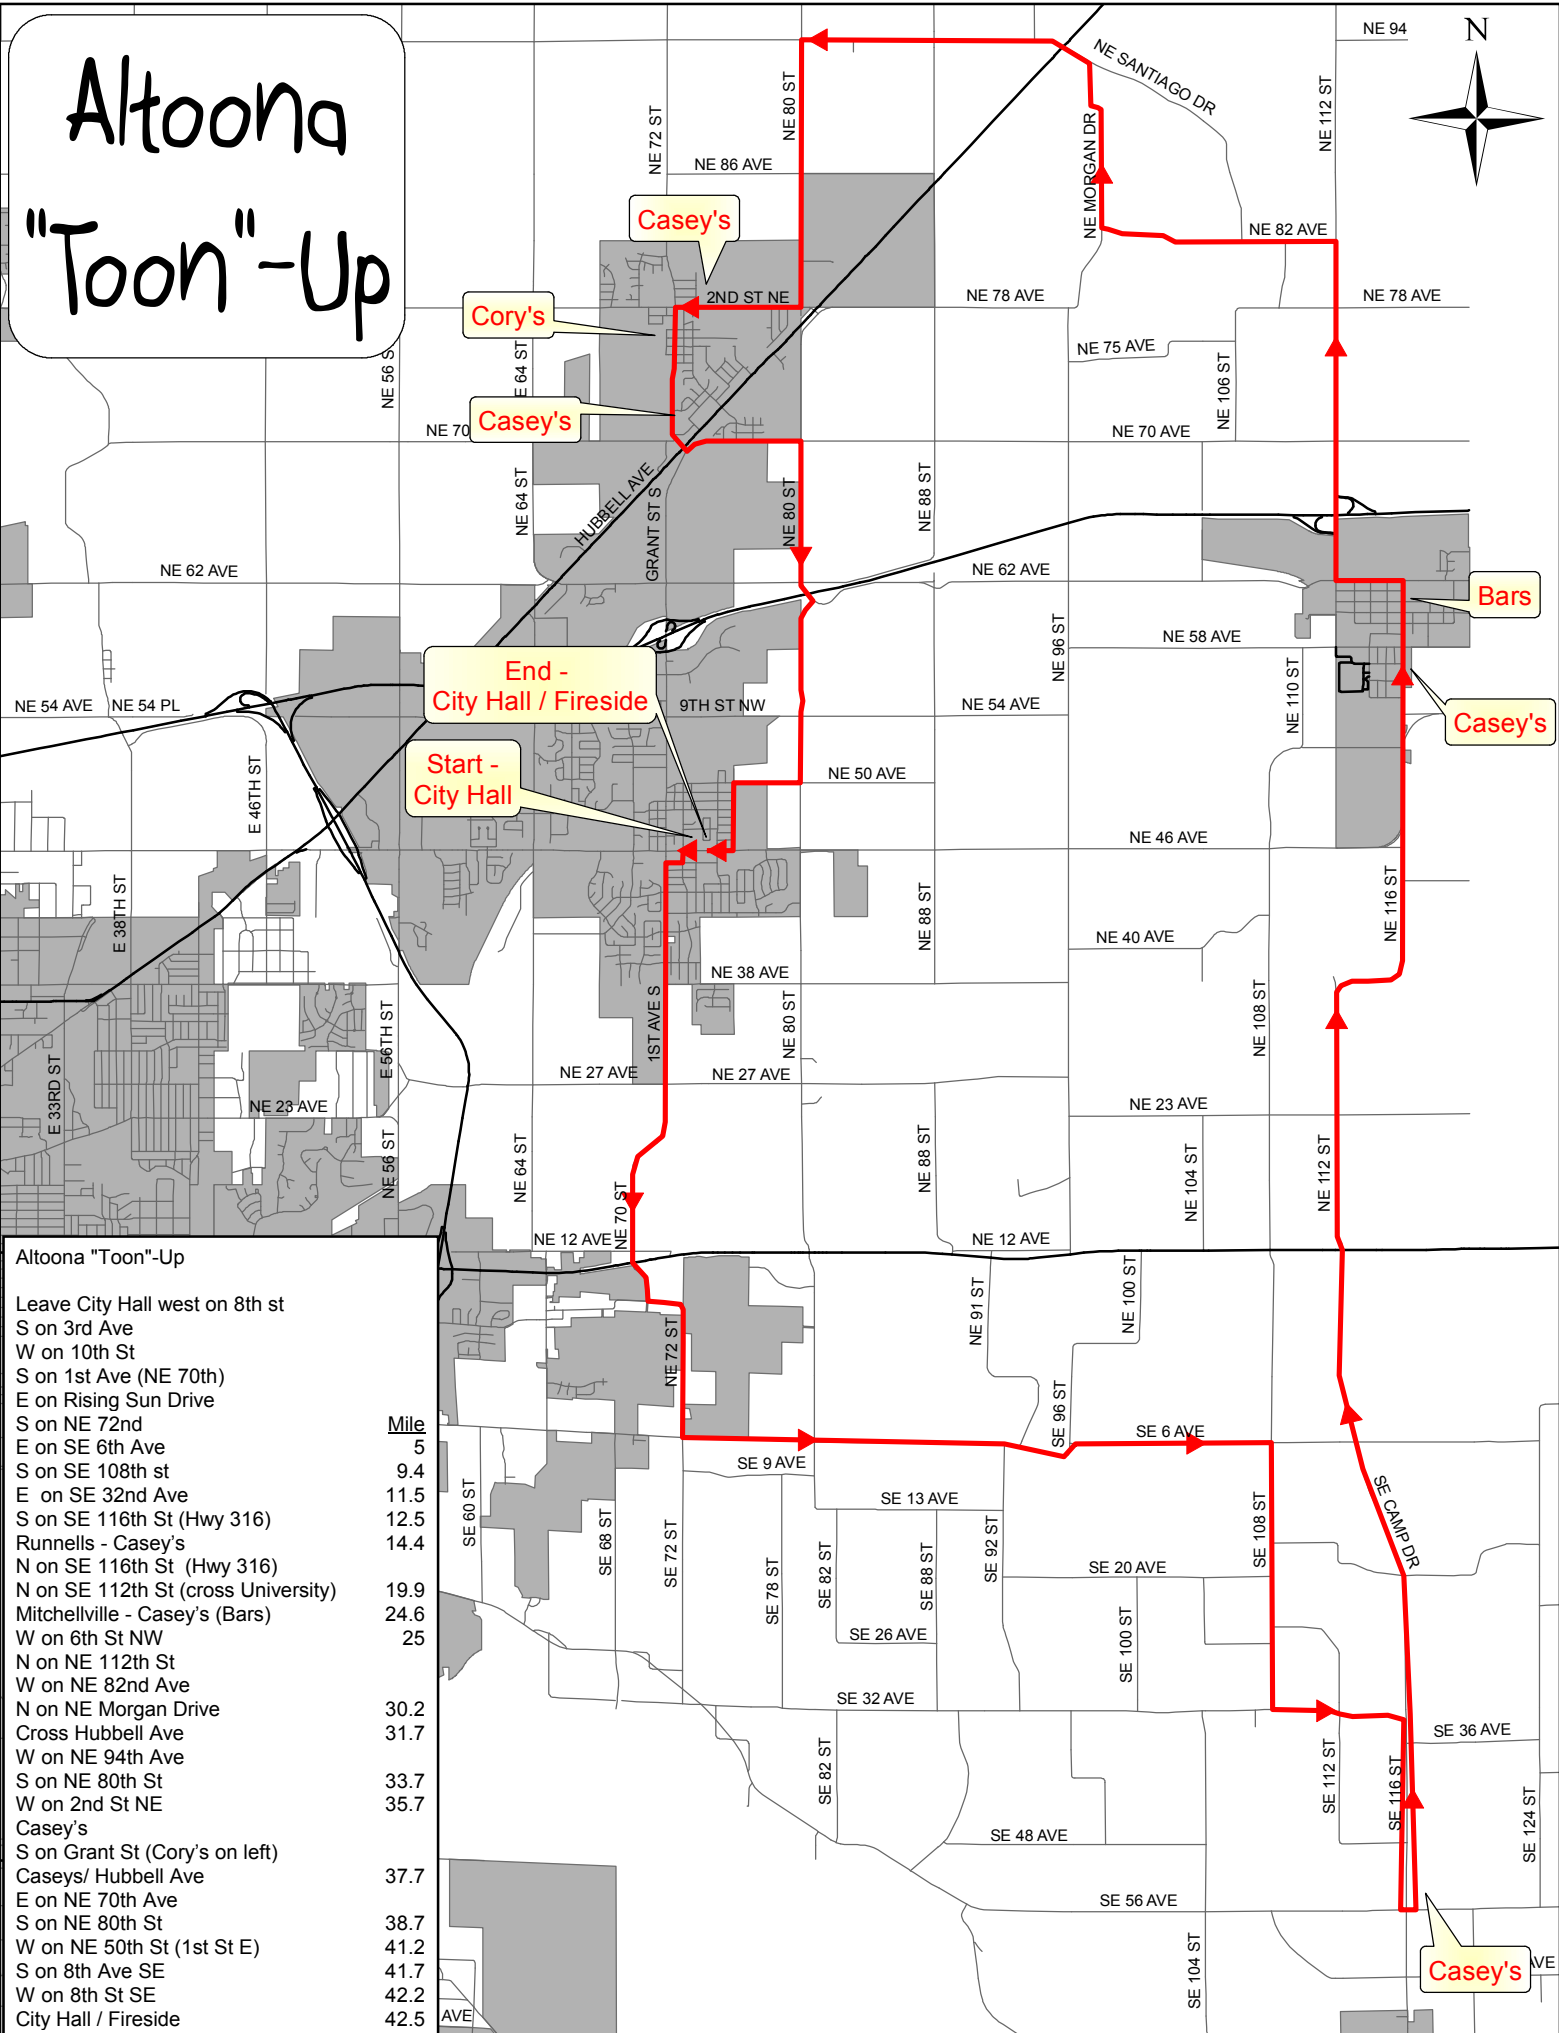 Altoona
"Toon"-Up
N
NE 94
NE SANTIAGO DR
NE 80 ST
NE 72 ST
NE 112 ST
NE 86 AVE
NE MORGAN DR
Casey's
NE 82 AVE
2ND ST NE
NE 78 AVE
NE 78 AVE
Cory's
NE 56 S
E 64 ST
NE 75 AVE
NE 106 ST
Casey's
NE 70
NE 70 AVE
NE 64 ST
HUBBELL AVE
GRANT ST S
NE 80 ST
NE 88 ST
NE 62 AVE
NE 62 AVE
Bars
NE 96 ST
NE 58 AVE
End -
City Hall / Fireside
NE 54 AVE
NE 54 PL
9TH ST NW
NE 54 AVE
NE 110 ST
Casey's
Start -
City Hall
E 46TH ST
NE 50 AVE
NE 46 AVE
E 38TH ST
NE 88 ST
NE 116 ST
NE 40 AVE
NE 38 AVE
1ST AVE S
NE 80 ST
NE 108 ST
E 56TH ST
E 33RD ST
NE 27 AVE
NE 27 AVE
NE 23 AVE
NE 23 AVE
NE 56 ST
NE 64 ST
NE 88 ST
NE 104 ST
NE 112 ST
NE 70 ST
NE 12 AVE
NE 12 AVE
NE 91 ST
NE 100 ST
NE 72 ST
SE 96 ST
SE 6 AVE
SE 9 AVE
SE 13 AVE
SE 60 ST
SE 68 ST
SE 72 ST
SE 78 ST
SE 82 ST
SE 88 ST
SE 92 ST
SE 108 ST
SE CAMP DR
SE 20 AVE
SE 26 AVE
SE 100 ST
SE 32 AVE
SE 36 AVE
SE 82 ST
SE 112 ST
SE 116 ST
SE 124 ST
SE 48 AVE
SE 56 AVE
SE 104 ST
Casey's
AVE
AVE
Altoona "Toon"-Up
Leave City Hall west on 8th st
S on 3rd Ave
W on 10th St
S on 1st Ave (NE 70th)
E on Rising Sun Drive
S on NE 72nd Mile
E on SE 6th Ave 5
S on SE 108th st 9.4
E on SE 32nd Ave 11.5
S on SE 116th St (Hwy 316) 12.5
Runnells - Casey's 14.4
N on SE 116th St (Hwy 316)
N on SE 112th St (cross University) 19.9
Mitchellville - Casey's (Bars) 24.6
W on 6th St NW 25
N on NE 112th St
W on NE 82nd Ave
N on NE Morgan Drive 30.2
Cross Hubbell Ave 31.7
W on NE 94th Ave
S on NE 80th St 33.7
W on 2nd St NE 35.7
Casey's
S on Grant St (Cory's on left)
Caseys/ Hubbell Ave 37.7
E on NE 70th Ave
S on NE 80th St 38.7
W on NE 50th St (1st St E) 41.2
S on 8th Ave SE 41.7
W on 8th St SE 42.2
City Hall / Fireside 42.5